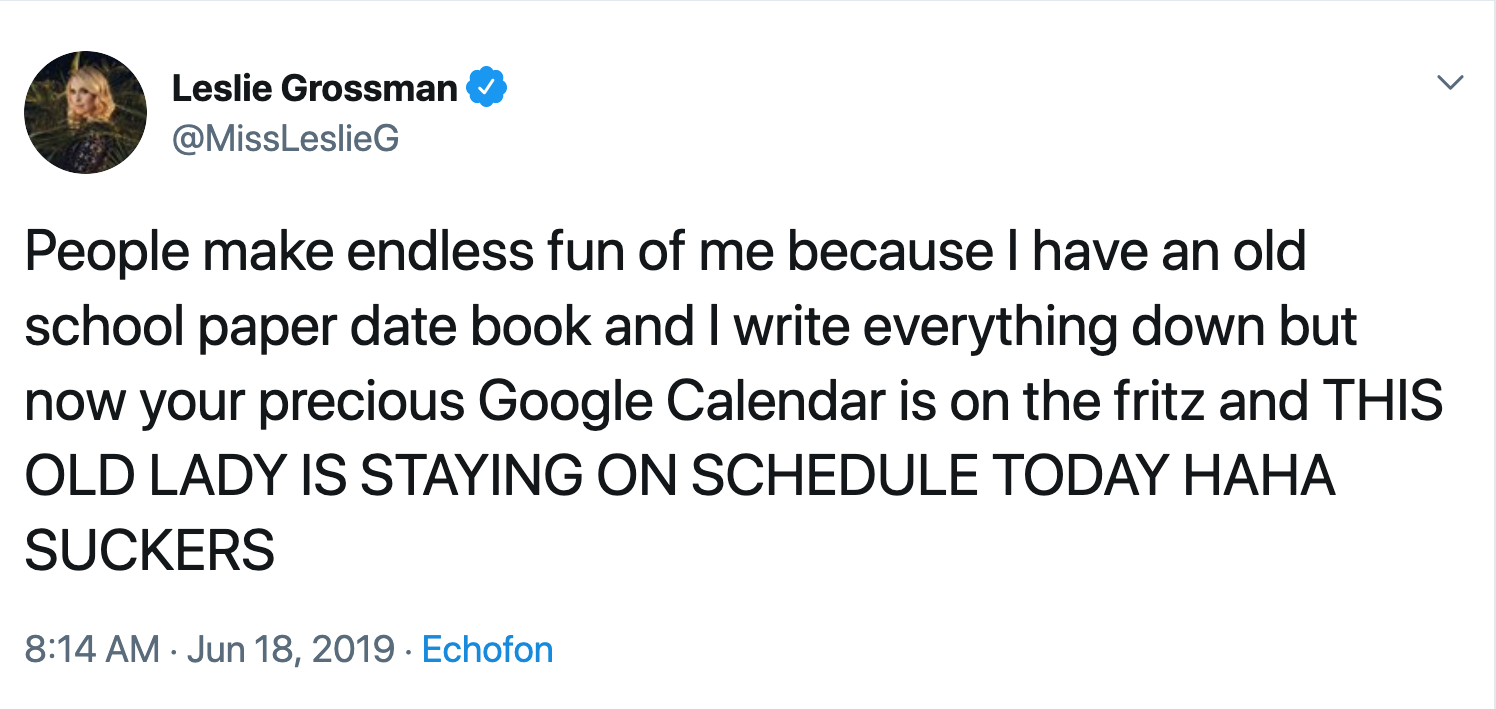 Leslie Grossman
@MissLeslieG
People make endless fun of me because I have an old
school paper date book and I write everything down but
now your precious Google Calendar is on the fritz and THIS
OLD LADY IS STAYING ON SCHEDULE TODAY HAHA
SUCKERS
8:14 AM · Jun 18, 2019 · Echofon